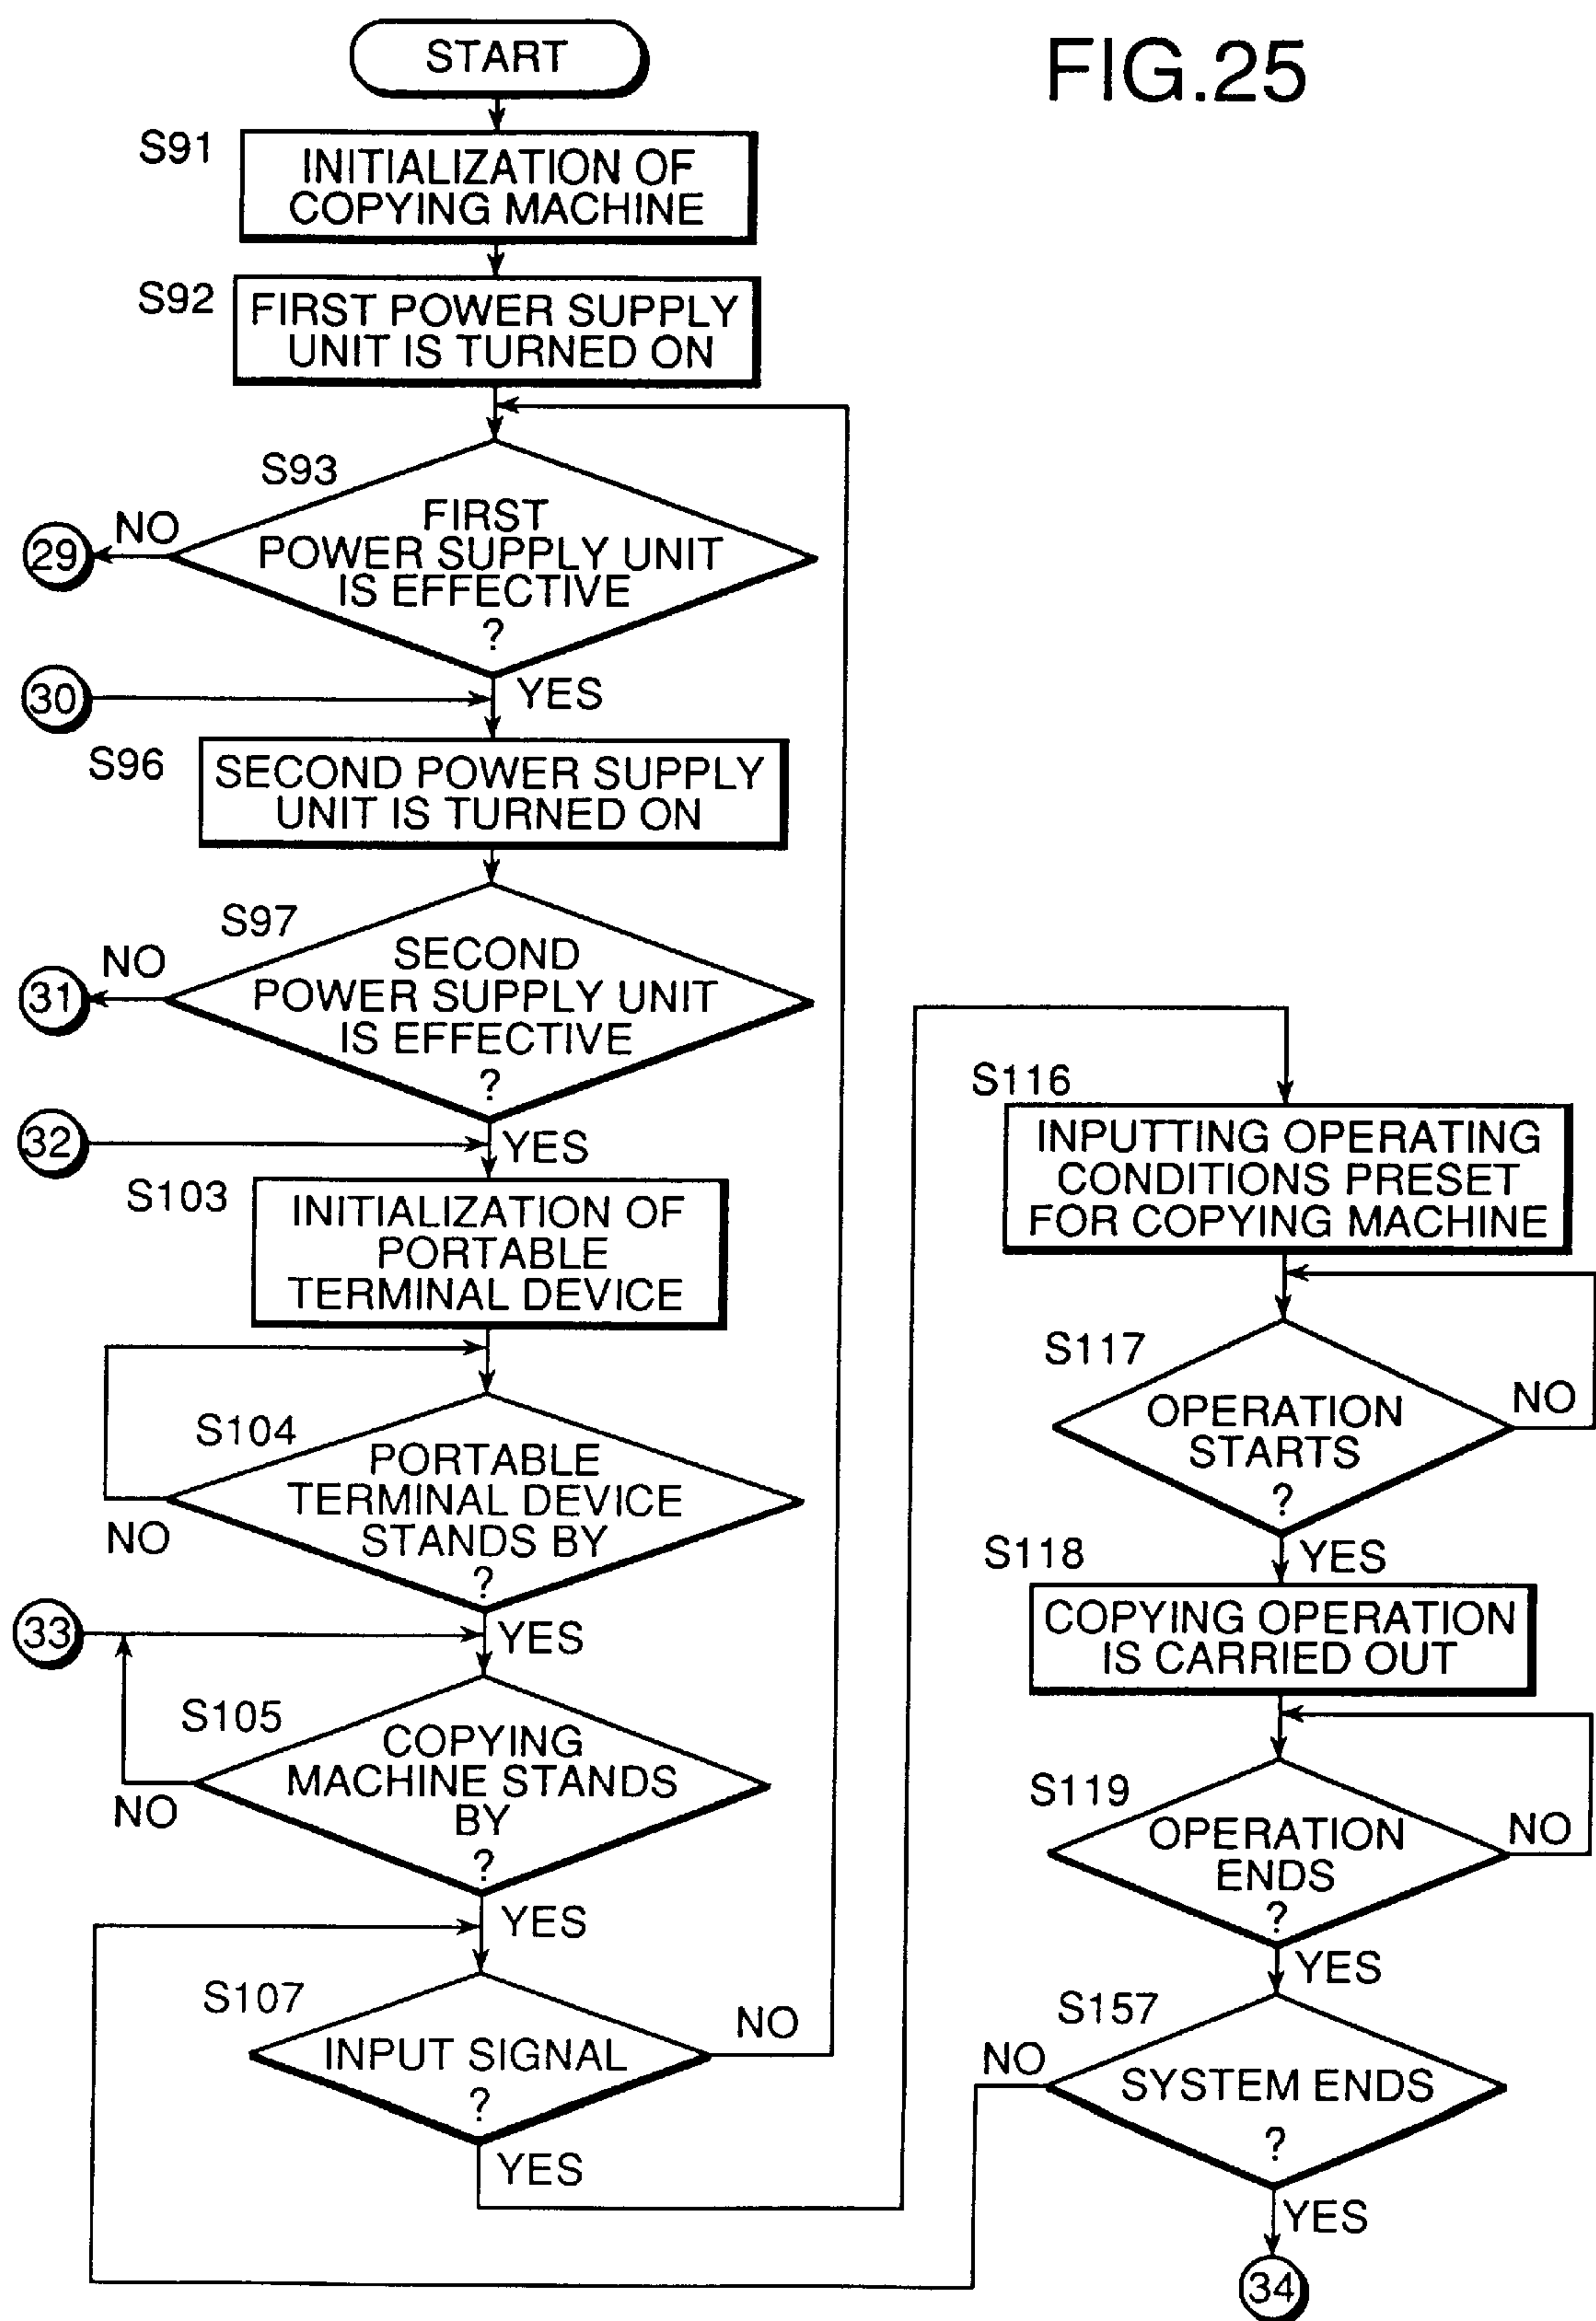 FIG.25
START
S91
INITIALIZATION OF
COPYING MACHINE
S92
FIRST POWER SUPPLY
UNIT IS TURNED ON
S93
FIRST
POWER SUPPLY UNIT
IS EFFECTIVE
?
NO
29
YES
30
S96
SECOND POWER SUPPLY
UNIT IS TURNED ON
S97
SECOND
POWER SUPPLY UNIT
IS EFFECTIVE
?
NO
31
YES
32
S103
INITIALIZATION OF
PORTABLE
TERMINAL DEVICE
S104
PORTABLE
TERMINAL DEVICE
STANDS BY
?
NO
YES
33
S105
COPYING
MACHINE STANDS
BY
?
NO
YES
S107
INPUT SIGNAL
?
NO
YES
S116
INPUTTING OPERATING
CONDITIONS PRESET
FOR COPYING MACHINE
S117
OPERATION
STARTS
?
NO
YES
S118
COPYING OPERATION
IS CARRIED OUT
S119
OPERATION
ENDS
?
NO
YES
S157
SYSTEM ENDS
?
NO
YES
34